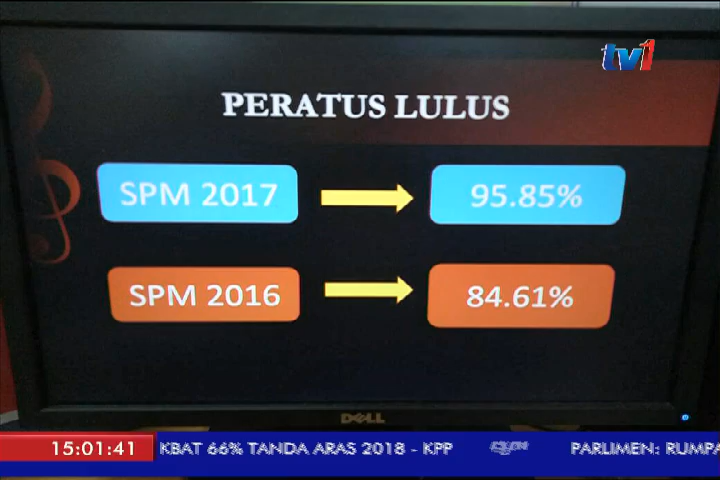 tv1
PERATUS LULUS
SPM 2017 95.85%
SPM 2016 84.61%
DELL
15:01:41 KBAT 66% TANDA ARAS 2018 - KPP PARLIMEN: RUMPA